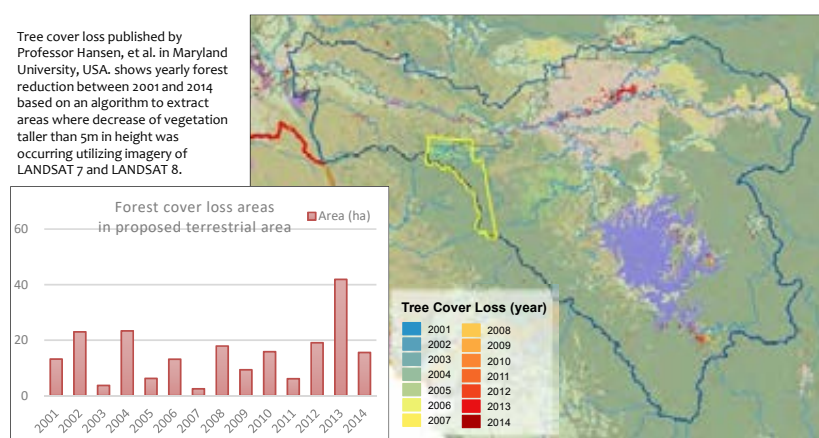 Tree cover loss published by
Professor Hansen, et al. in Maryland
University, USA. shows yearly forest
reduction between 2001 and 2014
based on an algorithm to extract
areas where decrease of vegetation
taller than 5m in height was
occurring utilizing imagery of
LANDSAT 7 and LANDSAT 8.
Forest cover loss areas
in proposed terrestrial area
Area (ha)
60
40
20
0
2001
2002
2003
2004
2005
2006
2007
2008
2009
2010
2011
2012
2013
2014
Tree Cover Loss (year)
2001
2002
2003
2004
2005
2006
2007
2008
2009
2010
2011
2012
2013
2014